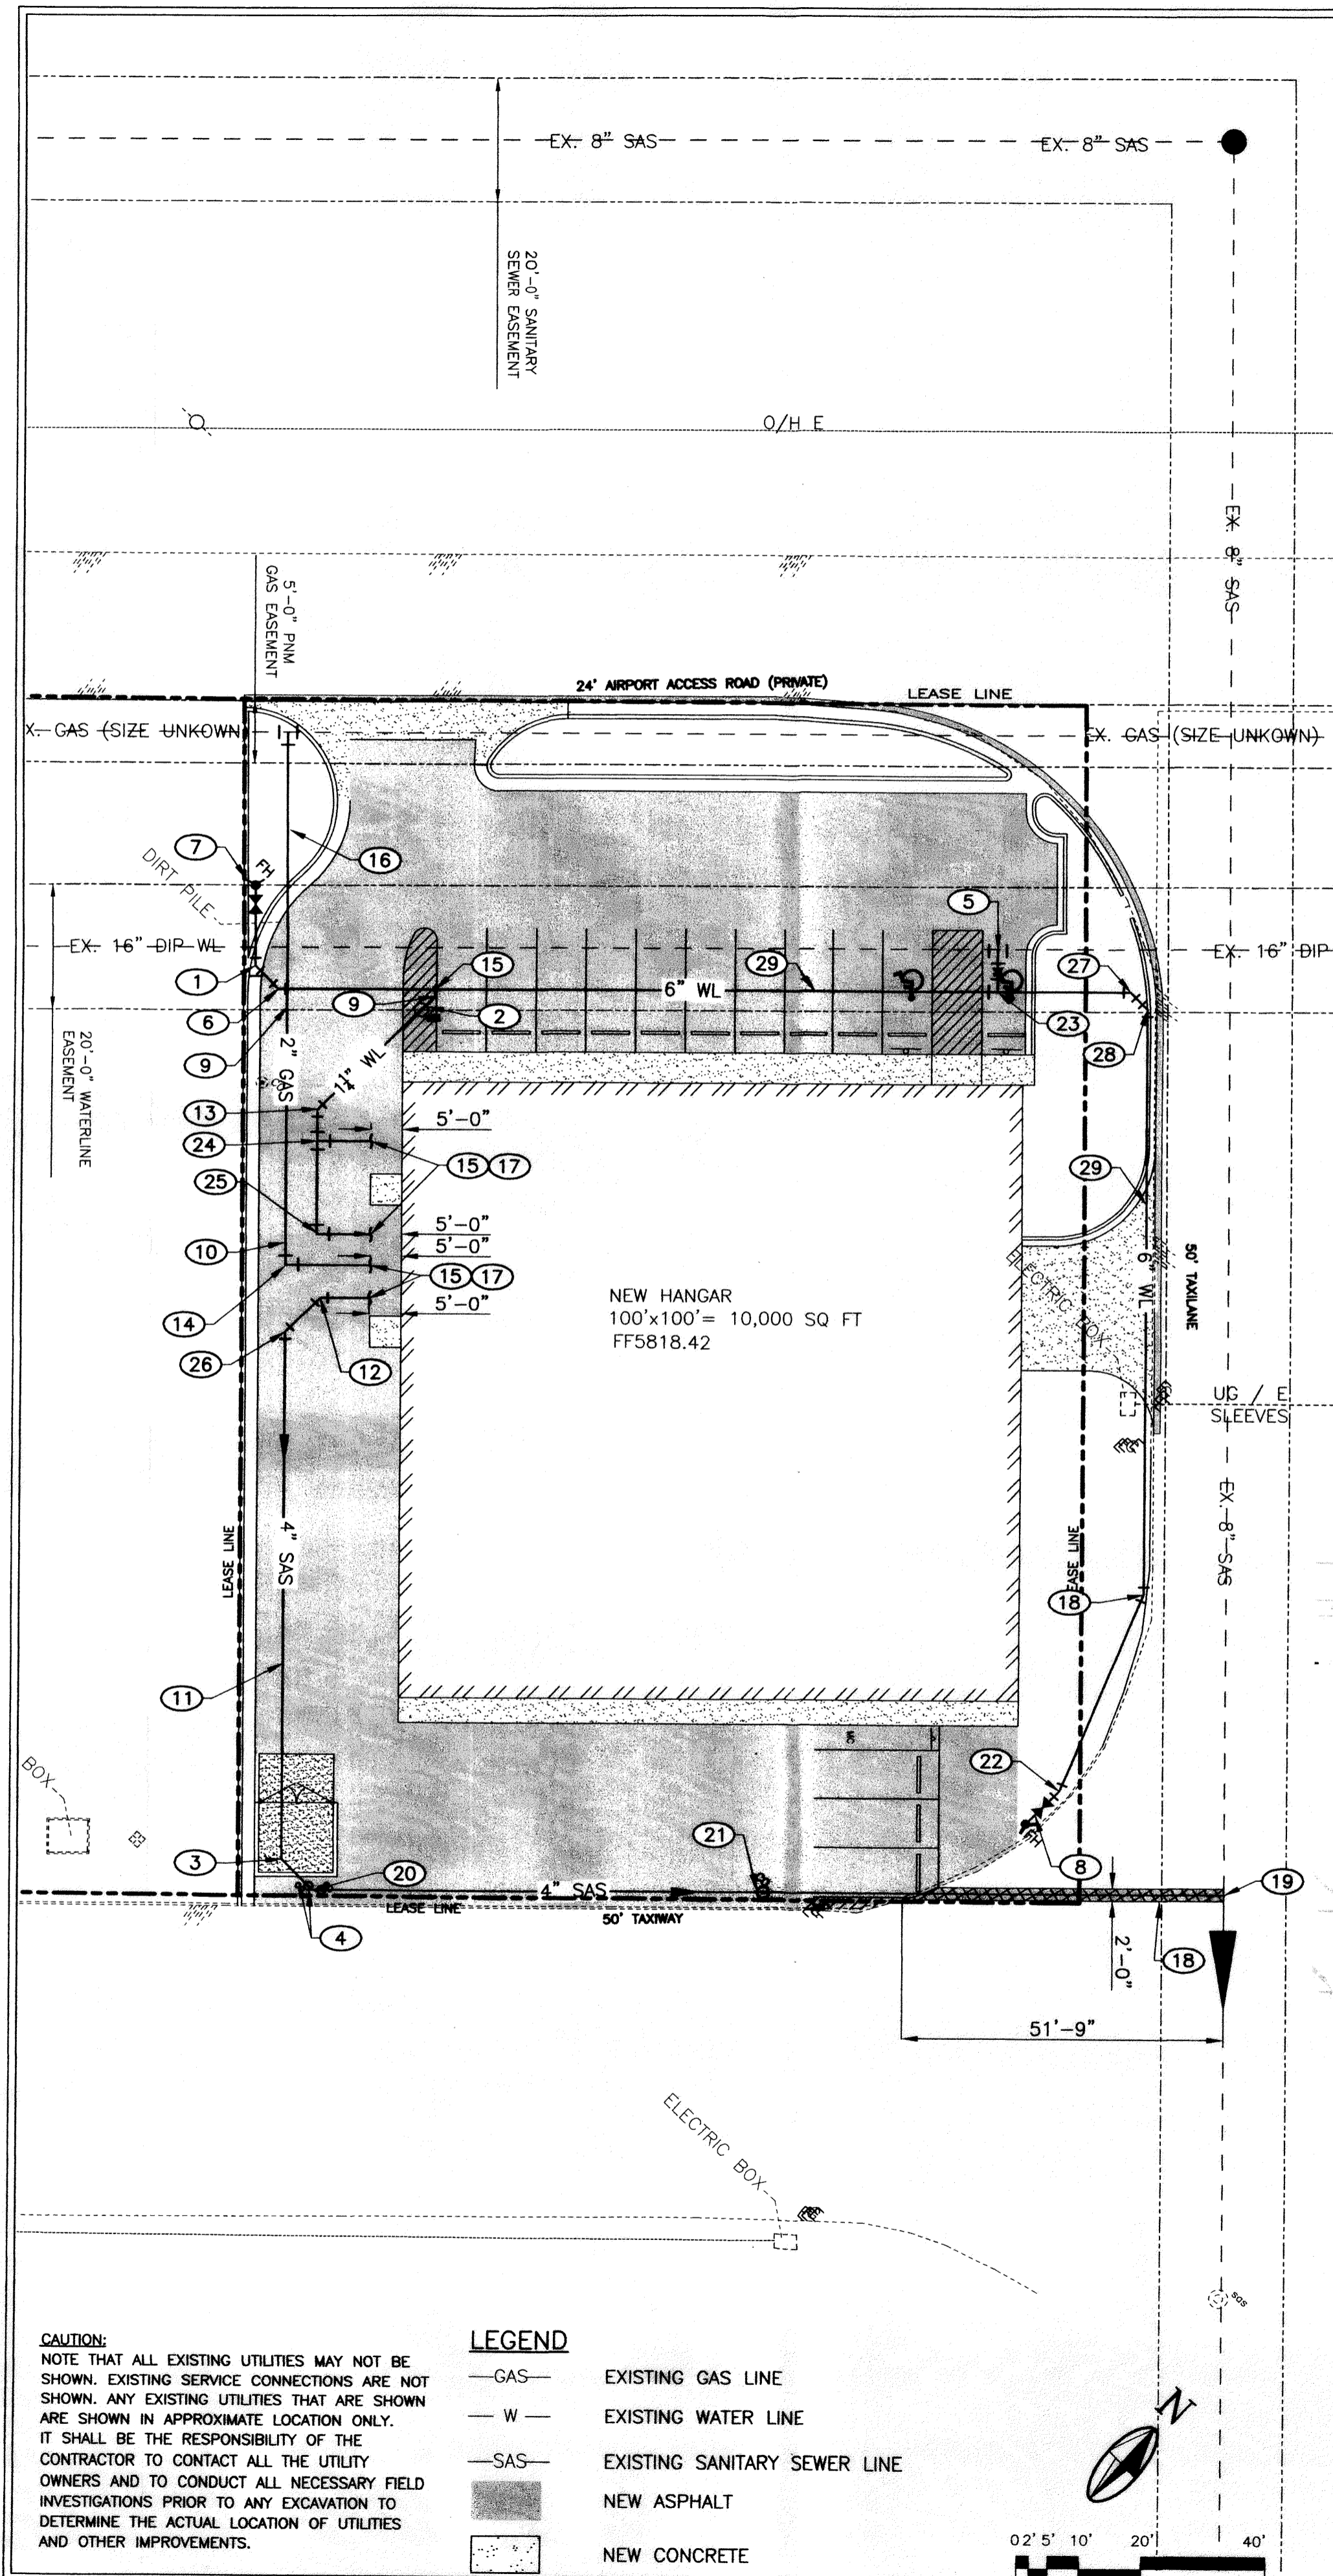 EX. 8" SAS
EX. 8" SAS
20'-0" SANITARY
SEWER EASEMENT
O/H E
EX. 8" SAS
5'-0" PNM
GAS EASEMENT
24' AIRPORT ACCESS ROAD (PRIVATE)
LEASE LINE
X. GAS (SIZE UNKOWN)
EX. GAS (SIZE UNKOWN)
7
FH
16
DIRT PILE
5
EX. 16" DIP WL
EX. 16" DIP
1
15
29
27
6" WL
9
2
6
23
9
28
20'-0" WATERLINE
EASEMENT
2" GAS
1¼" WL
13
5'-0"
24
15 17
29
25
5'-0"
10
5'-0"
6" WL
50' TAXILANE
ELECTRIC BOX
15 17
14
5'-0"
NEW HANGAR
100'x100'= 10,000 SQ FT
FF5818.42
26
12
UG / E
SLEEVES
EX. 8" SAS
4" SAS
LEASE LINE
LEASE LINE
18
11
MC
22
BOX
3
20
21
FH
8
4" SAS
19
LEASE LINE
50' TAXIWAY
4
2'-0"
18
51'-9"
ELECTRIC BOX
SAS
CAUTION:
NOTE THAT ALL EXISTING UTILITIES MAY NOT BE
SHOWN. EXISTING SERVICE CONNECTIONS ARE NOT
SHOWN. ANY EXISTING UTILITIES THAT ARE SHOWN
ARE SHOWN IN APPROXIMATE LOCATION ONLY.
IT SHALL BE THE RESPONSIBILITY OF THE
CONTRACTOR TO CONTACT ALL THE UTILITY
OWNERS AND TO CONDUCT ALL NECESSARY FIELD
INVESTIGATIONS PRIOR TO ANY EXCAVATION TO
DETERMINE THE ACTUAL LOCATION OF UTILITIES
AND OTHER IMPROVEMENTS.
LEGEND
GAS EXISTING GAS LINE
W EXISTING WATER LINE
SAS EXISTING SANITARY SEWER LINE
NEW ASPHALT
NEW CONCRETE
N
0 2' 5' 10' 20' 40'